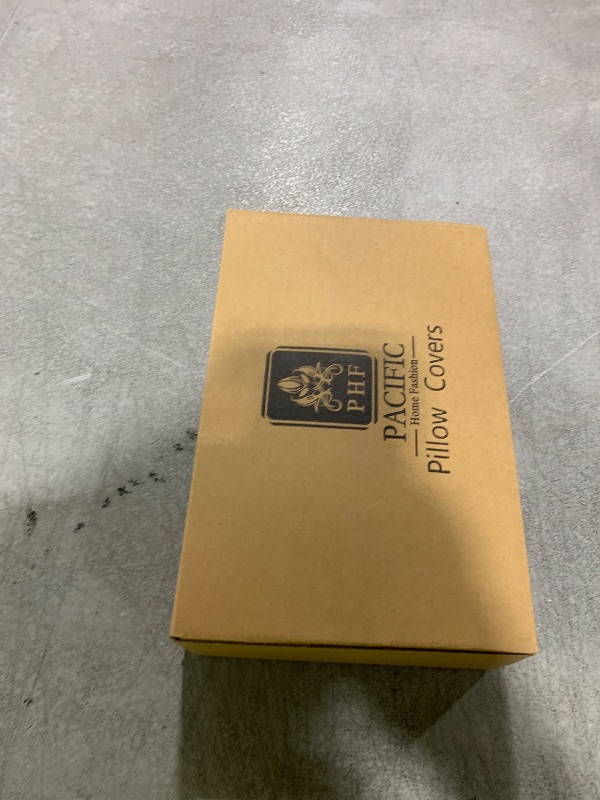 PHF
PACIFIC
Home Fashion
Pillow Covers